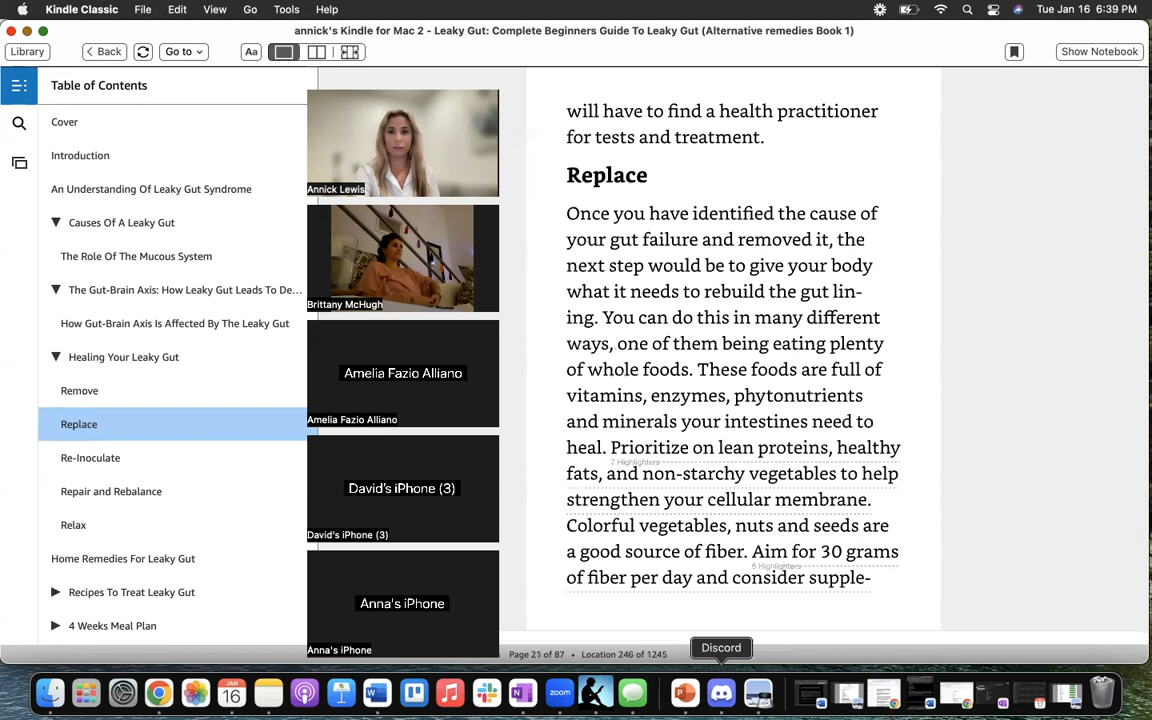 Kindle Classic File Edit View Go Tools Help Tue Jan 16 6:39 PM
annick's Kindle for Mac 2 - Leaky Gut: Complete Beginners Guide To Leaky Gut (Alternative remedies Book 1)
Library Back Go to Aa Show Notebook
Table of Contents
Cover
Introduction
An Understanding Of Leaky Gut Syndrome
Causes Of A Leaky Gut
The Role Of The Mucous System
The Gut-Brain Axis: How Leaky Gut Leads To De...
How Gut-Brain Axis Is Affected By The Leaky Gut
Healing Your Leaky Gut
Remove
Replace
Re-Inoculate
Repair and Rebalance
Relax
Home Remedies For Leaky Gut
Recipes To Treat Leaky Gut
4 Weeks Meal Plan
Annick Lewis
Brittany McHugh
Amelia Fazio Alliano
Amelia Fazio Alliano
David's iPhone (3)
David's iPhone (3)
Anna's iPhone
Anna's iPhone
will have to find a health practitioner
for tests and treatment.
Replace
Once you have identified the cause of
your gut failure and removed it, the
next step would be to give your body
what it needs to rebuild the gut lin-
ing. You can do this in many different
ways, one of them being eating plenty
of whole foods. These foods are full of
vitamins, enzymes, phytonutrients
and minerals your intestines need to
heal. Prioritize on lean proteins, healthy
7 Highlighters
fats, and non-starchy vegetables to help
strengthen your cellular membrane.
Colorful vegetables, nuts and seeds are
a good source of fiber. Aim for 30 grams
5 Highlighters
of fiber per day and consider supple-
Page 21 of 87 • Location 246 of 1245
Discord
JAN
16
zoom